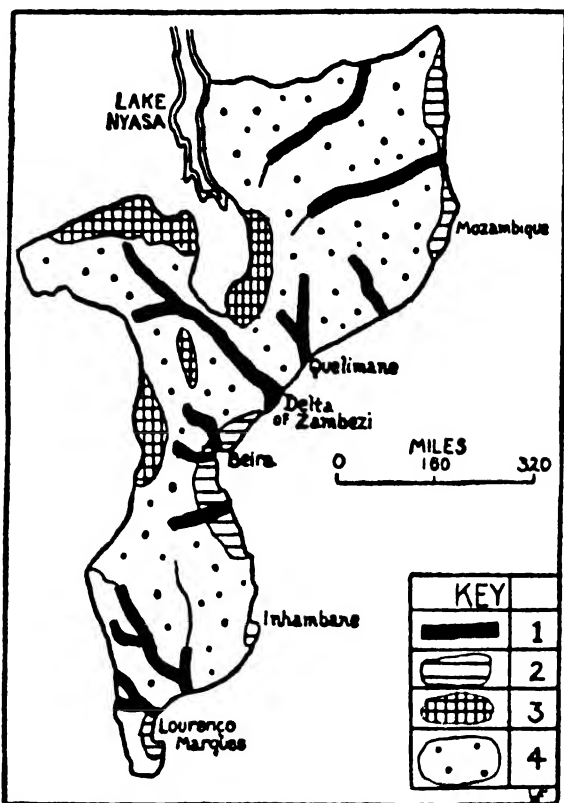 LAKE
NYASA
Mozambique
Quelimane
Delta
of Zambezi
Beira
MILES
0 160 320
Inhambane
Lourenço
Marques
KEY
1
2
3
4